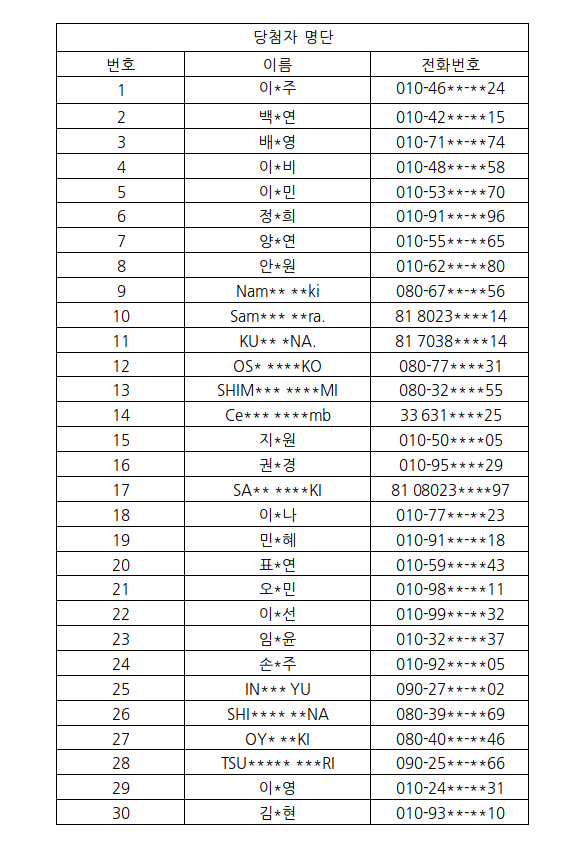 당첨자 명단
번호 이름 전화번호
1 이*주 010-46**-**24
2 백*연 010-42**-**15
3 배*영 010-71**-**74
4 이*비 010-48**-**58
5 이*민 010-53**-**70
6 정*희 010-91**-**96
7 양*연 010-55**-**65
8 안*원 010-62**-**80
9 Nam** **ki 080-67**-**56
10 Sam*** **ra. 81 8023****14
11 KU** *NA. 81 7038****14
12 OS* ****KO 080-77****31
13 SHIM*** ****MI 080-32****55
14 Ce*** ****mb 33 631****25
15 지*원 010-50****05
16 권*경 010-95****29
17 SA** ****KI 81 08023****97
18 이*나 010-77**-**23
19 민*혜 010-91**-**18
20 표*연 010-59**-**43
21 오*민 010-98**-**11
22 이*선 010-99**-**32
23 임*윤 010-32**-**37
24 손*주 010-92**-**05
25 IN*** YU 090-27**-**02
26 SHI**** **NA 080-39**-**69
27 OY* **KI 080-40**-**46
28 TSU***** ***RI 090-25**-**66
29 이*영 010-24**-**31
30 김*현 010-93**-**10